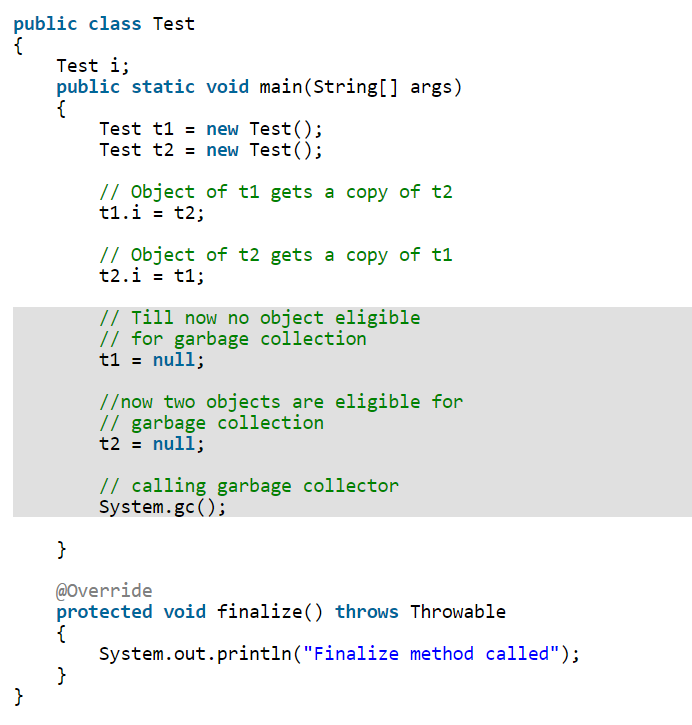 public class Test
{
    Test i;
    public static void main(String[] args)
    {
        Test t1 = new Test();
        Test t2 = new Test();

        // Object of t1 gets a copy of t2
        t1.i = t2;

        // Object of t2 gets a copy of t1
        t2.i = t1;

        // Till now no object eligible
        // for garbage collection
        t1 = null;

        //now two objects are eligible for
        // garbage collection
        t2 = null;

        // calling garbage collector
        System.gc();

    }

    @Override
    protected void finalize() throws Throwable
    {
        System.out.println("Finalize method called");
    }
}